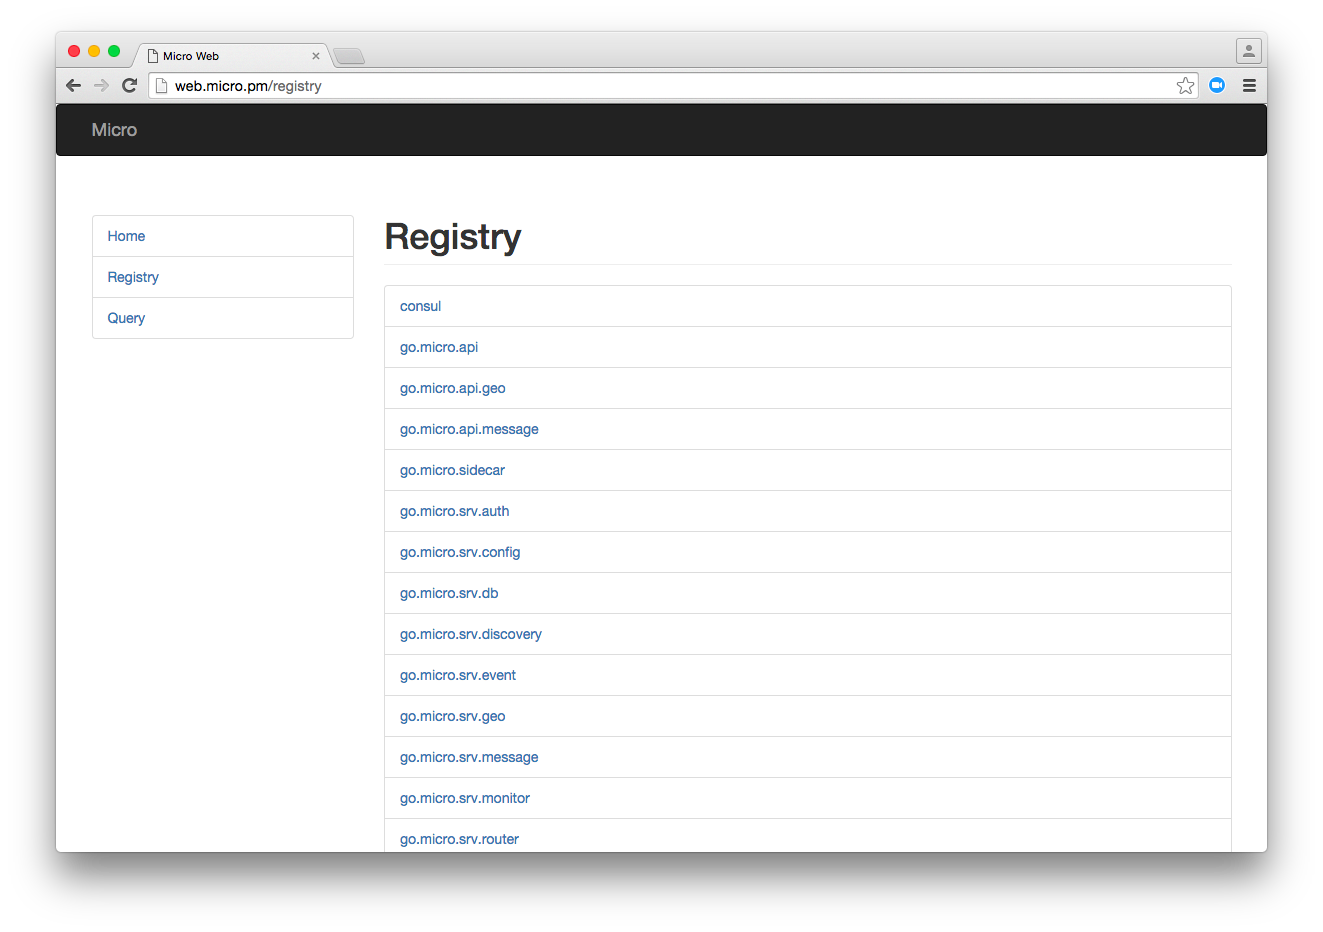 Micro Web
web.micro.pm/registry
Micro
Home
Registry
Query
Registry
consul
go.micro.api
go.micro.api.geo
go.micro.api.message
go.micro.sidecar
go.micro.srv.auth
go.micro.srv.config
go.micro.srv.db
go.micro.srv.discovery
go.micro.srv.event
go.micro.srv.geo
go.micro.srv.message
go.micro.srv.monitor
go.micro.srv.router